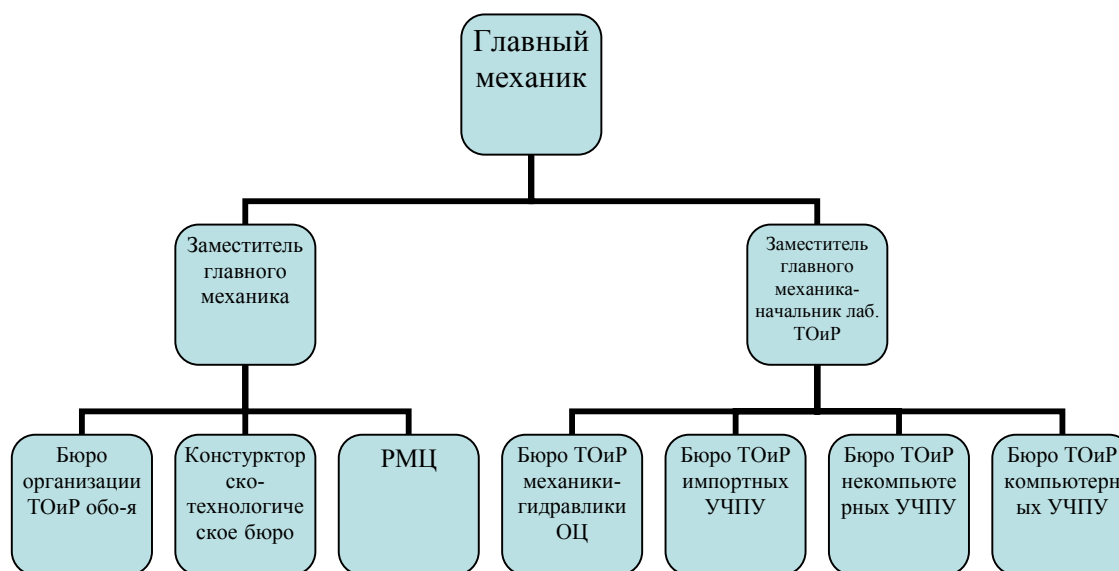 Главный
механик
Заместитель
главного
механика
Заместитель
главного
механика-
начальник лаб.
ТОиР
Бюро
организации
ТОиР обо-я
Констурктор
ско-
технологиче
ское бюро
РМЦ
Бюро ТОиР
механики-
гидравлики
ОЦ
Бюро ТОиР
импортных
УЧПУ
Бюро ТОиР
некомпьюте
рных УЧПУ
Бюро ТОиР
компьютерн
ых УЧПУ